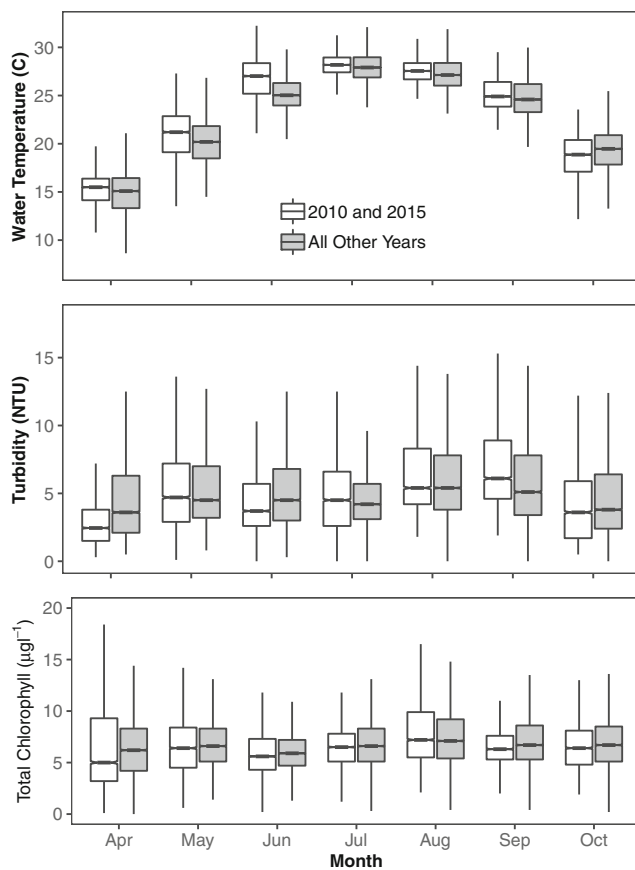 Water Temperature (C)
30
25
20
15
10
2010 and 2015
All Other Years
Turbidity (NTU)
15
10
5
0
Total Chlorophyll (µgl⁻¹)
20
15
10
5
0
Apr May Jun Jul Aug Sep Oct
Month